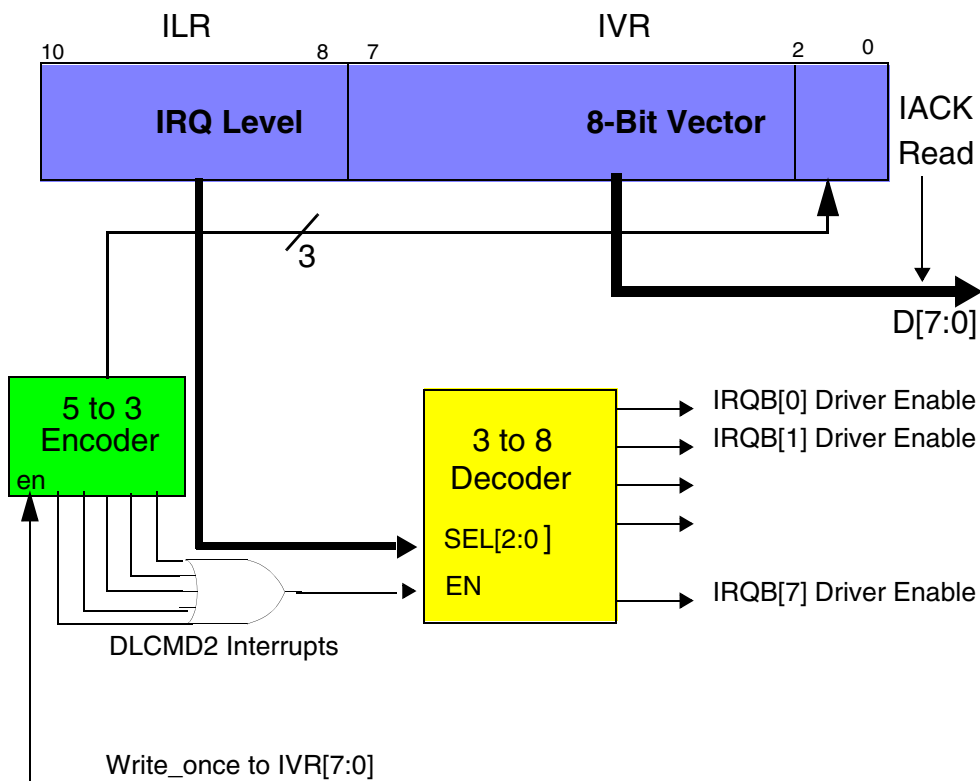 ILR IVR
10 8 7 2 0
IRQ Level 8-Bit Vector
IACK
Read
3
D[7:0]
5 to 3
Encoder
en
3 to 8
Decoder
SEL[2:0 ]
EN
IRQB[0] Driver Enable
IRQB[1] Driver Enable
IRQB[7] Driver Enable
DLCMD2 Interrupts
Write_once to IVR[7:0]